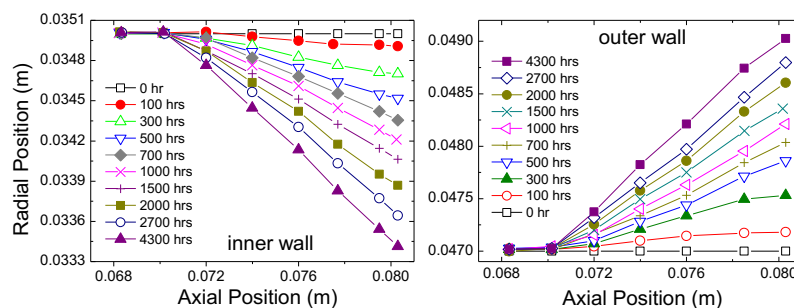 0.0351
0.0348
0.0345
0.0342
0.0339
0.0336
0.0333
Radial Position (m)
0 hr
100 hrs
300 hrs
500 hrs
700 hrs
1000 hrs
1500 hrs
2000 hrs
2700 hrs
4300 hrs
inner wall
0.068 0.072 0.076 0.080
Axial Position (m)
outer wall
0.0490
0.0485
0.0480
0.0475
0.0470
4300 hrs
2700 hrs
2000 hrs
1500 hrs
1000 hrs
700 hrs
500 hrs
300 hrs
100 hrs
0 hr
0.068 0.072 0.076 0.080
Axial Position (m)